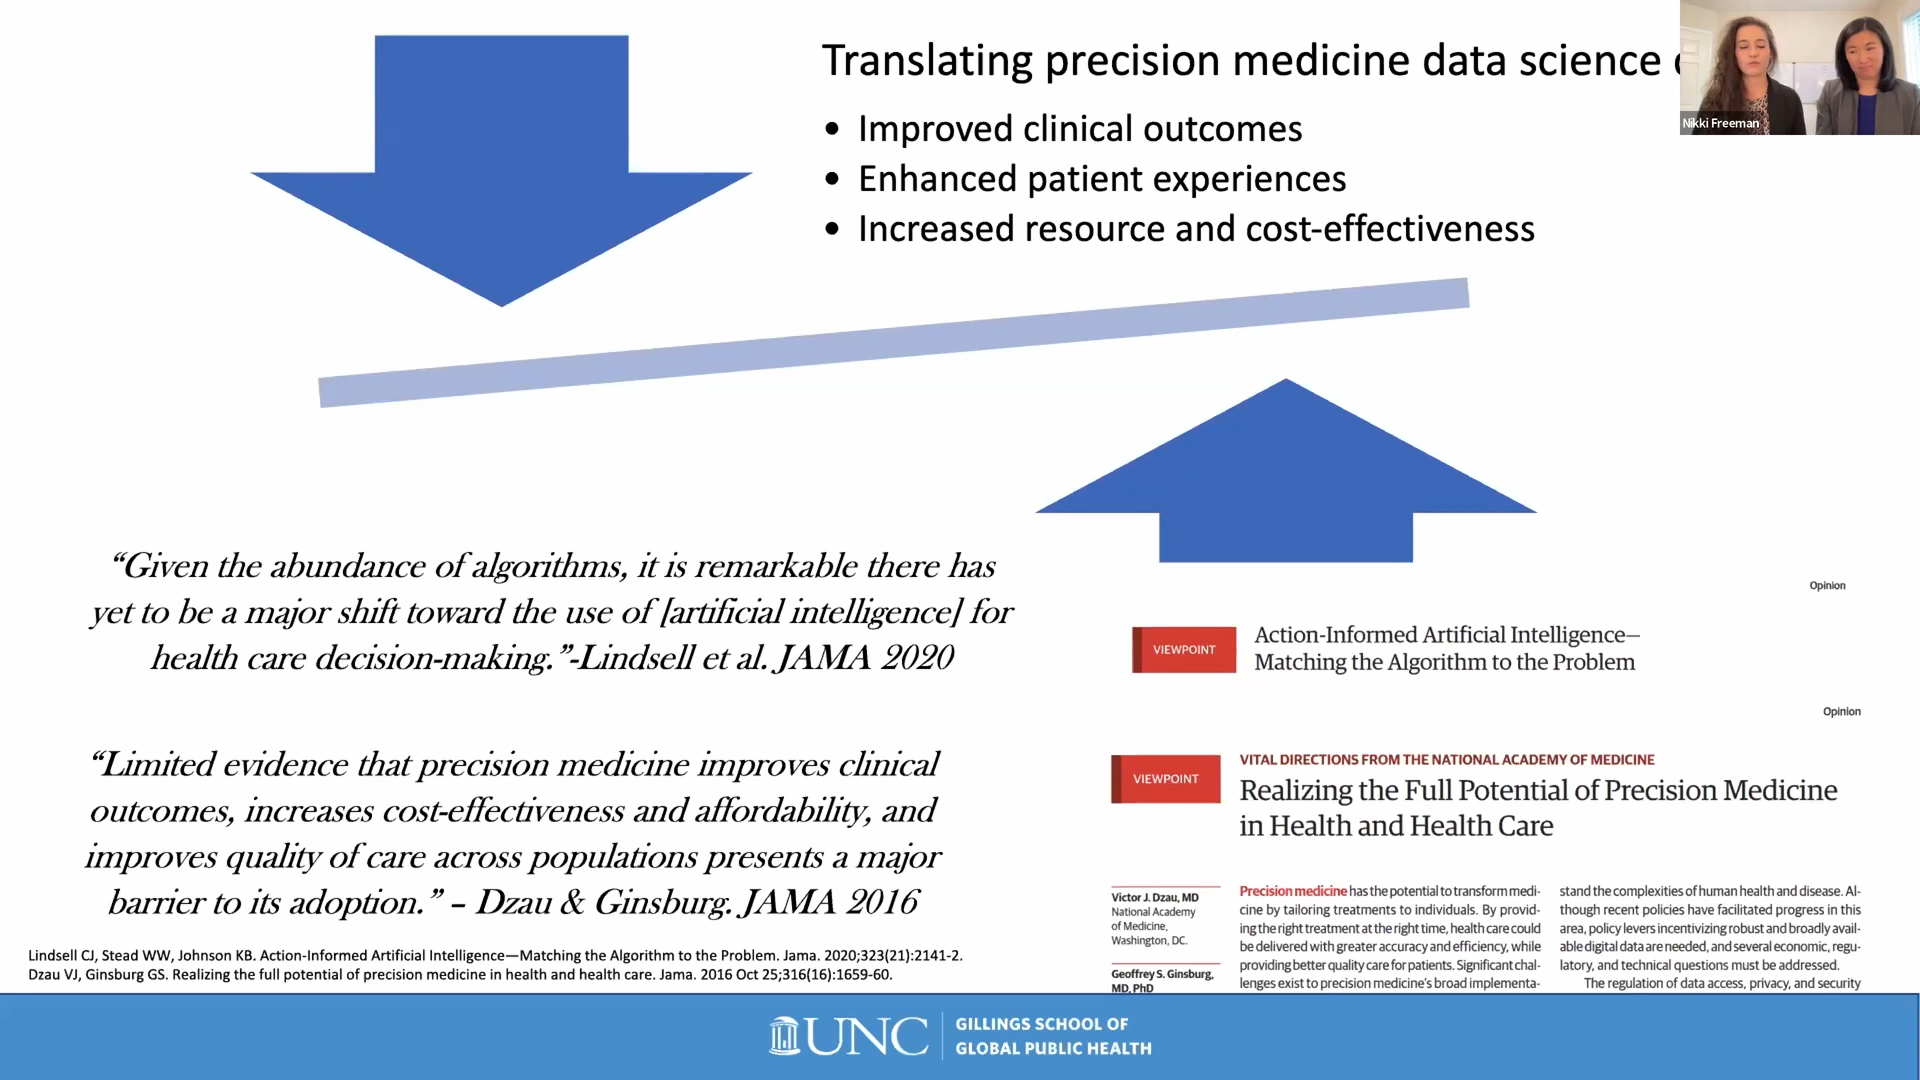 Translating precision medicine data science
• Improved clinical outcomes
• Enhanced patient experiences
• Increased resource and cost-effectiveness
Nikki Freeman
“Given the abundance of algorithms, it is remarkable there has
yet to be a major shift toward the use of [artificial intelligence] for
health care decision-making.”-Lindsell et al. JAMA 2020
“Limited evidence that precision medicine improves clinical
outcomes, increases cost-effectiveness and affordability, and
improves quality of care across populations presents a major
barrier to its adoption.” – Dzau & Ginsburg. JAMA 2016
Opinion
VIEWPOINT
Action-Informed Artificial Intelligence—
Matching the Algorithm to the Problem
Opinion
VIEWPOINT
VITAL DIRECTIONS FROM THE NATIONAL ACADEMY OF MEDICINE
Realizing the Full Potential of Precision Medicine
in Health and Health Care
Victor J. Dzau, MD
National Academy
of Medicine,
Washington, DC.
Geoffrey S. Ginsburg,
MD, PhD
Precision medicine has the potential to transform medi-
cine by tailoring treatments to individuals. By provid-
ing the right treatment at the right time, health care could
be delivered with greater accuracy and efficiency, while
providing better quality care for patients. Significant chal-
lenges exist to precision medicine’s broad implementa-
stand the complexities of human health and disease. Al-
though recent policies have facilitated progress in this
area, policy levers incentivizing robust and broadly avail-
able digital data are needed, and several economic, regu-
latory, and technical questions must be addressed.
The regulation of data access, privacy, and security
Lindsell CJ, Stead WW, Johnson KB. Action-Informed Artificial Intelligence—Matching the Algorithm to the Problem. Jama. 2020;323(21):2141-2.
Dzau VJ, Ginsburg GS. Realizing the full potential of precision medicine in health and health care. Jama. 2016 Oct 25;316(16):1659-60.
UNC
GILLINGS SCHOOL OF
GLOBAL PUBLIC HEALTH